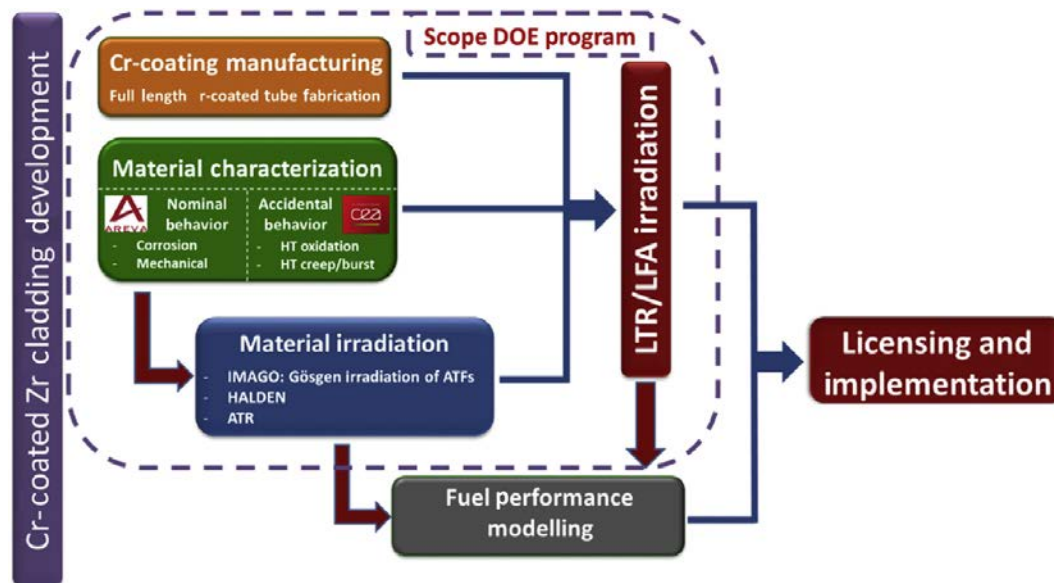 Cr-coated Zr cladding development
Scope DOE program
Cr-coating manufacturing
Full length r-coated tube fabrication
Material characterization
AREVA
Nominal
behavior
- Corrosion
- Mechanical
Accidental
behavior
cea
- HT oxidation
- HT creep/burst
LTR/LFA irradiation
Material irradiation
- IMAGO: Gösgen irradiation of ATFs
- HALDEN
- ATR
Fuel performance
modelling
Licensing and
implementation